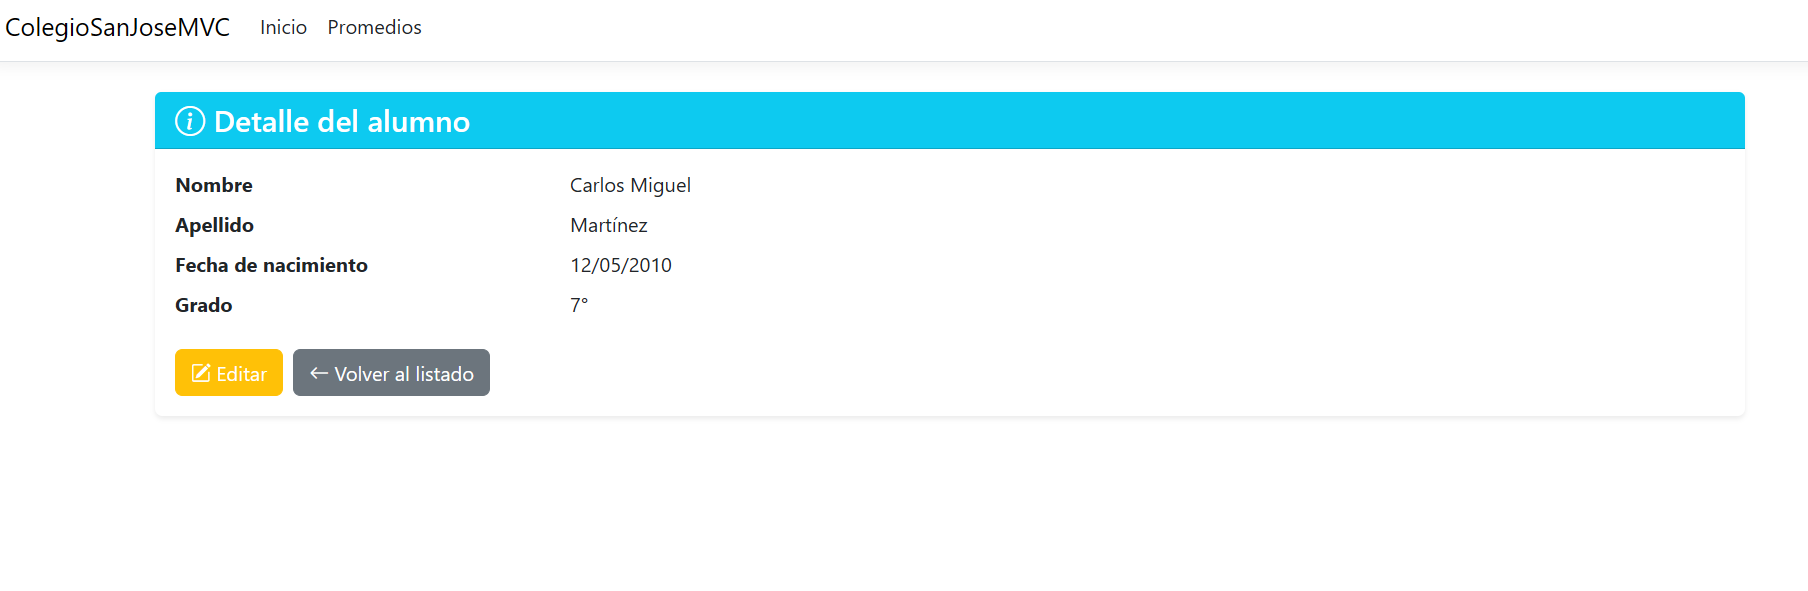 ColegioSanJoseMVC Inicio Promedios
Detalle del alumno
Nombre Carlos Miguel
Apellido Martínez
Fecha de nacimiento 12/05/2010
Grado 7°
Editar Volver al listado